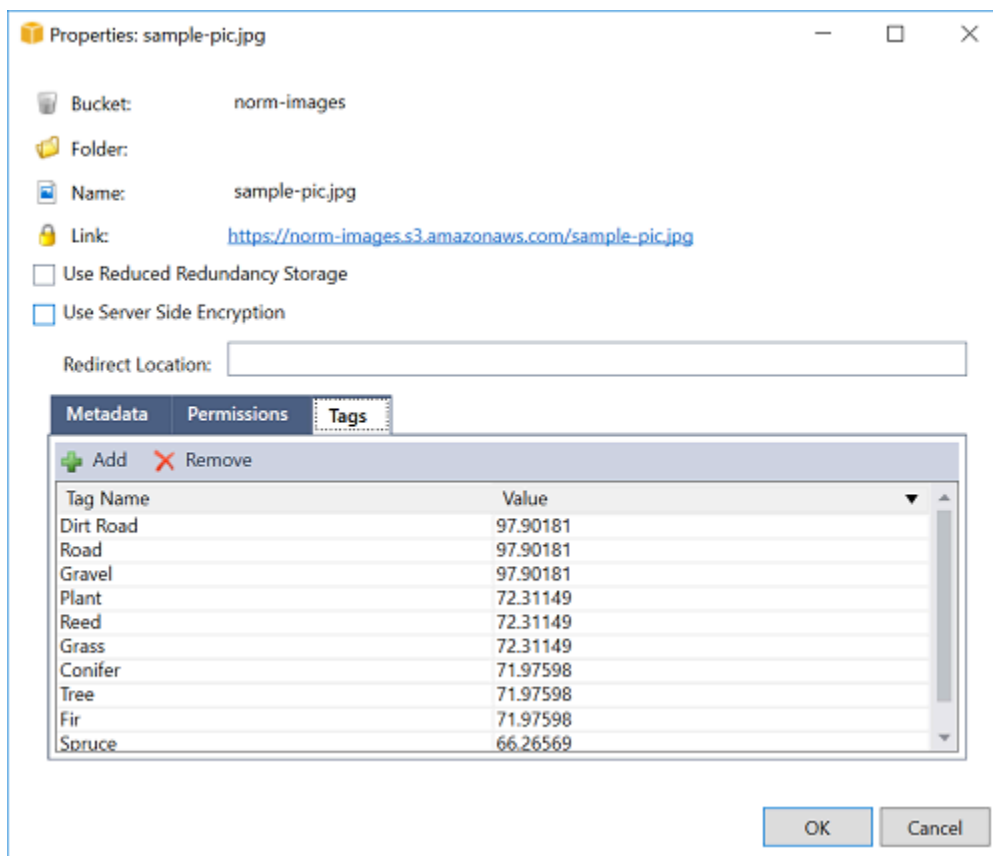 Properties: sample-pic.jpg
Bucket: norm-images
Folder:
Name: sample-pic.jpg
Link: https://norm-images.s3.amazonaws.com/sample-pic.jpg
Use Reduced Redundancy Storage
Use Server Side Encryption
Redirect Location:
Metadata Permissions Tags
Add Remove
Tag Name Value
Dirt Road 97.90181
Road 97.90181
Gravel 97.90181
Plant 72.31149
Reed 72.31149
Grass 72.31149
Conifer 71.97598
Tree 71.97598
Fir 71.97598
Spruce 66.26569
OK Cancel